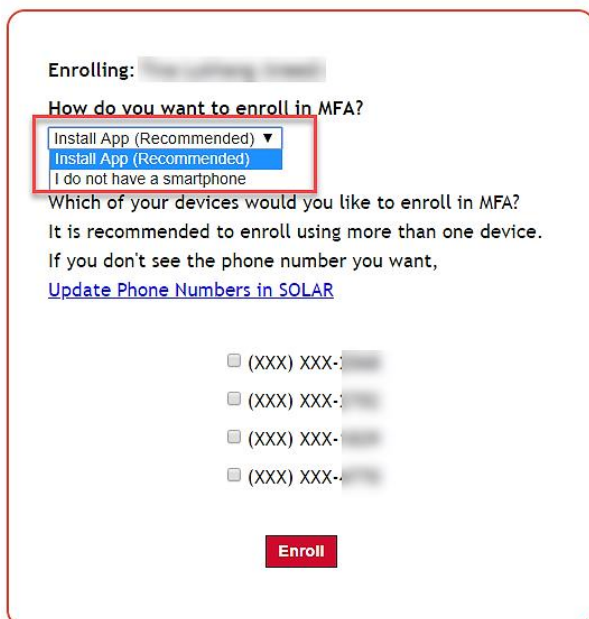 Enrolling:
How do you want to enroll in MFA?
Install App (Recommended) ▼
Install App (Recommended)
I do not have a smartphone
Which of your devices would you like to enroll in MFA?
It is recommended to enroll using more than one device.
If you don't see the phone number you want,
Update Phone Numbers in SOLAR
(XXX) XXX-
(XXX) XXX-
(XXX) XXX-
(XXX) XXX-
Enroll